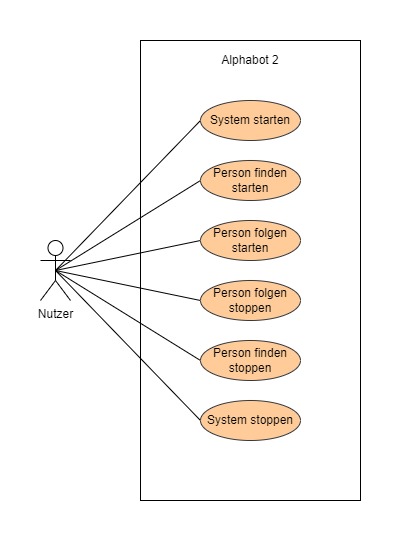 Alphabot 2
System starten
Person finden
starten
Person folgen
starten
Nutzer
Person folgen
stoppen
Person finden
stoppen
System stoppen